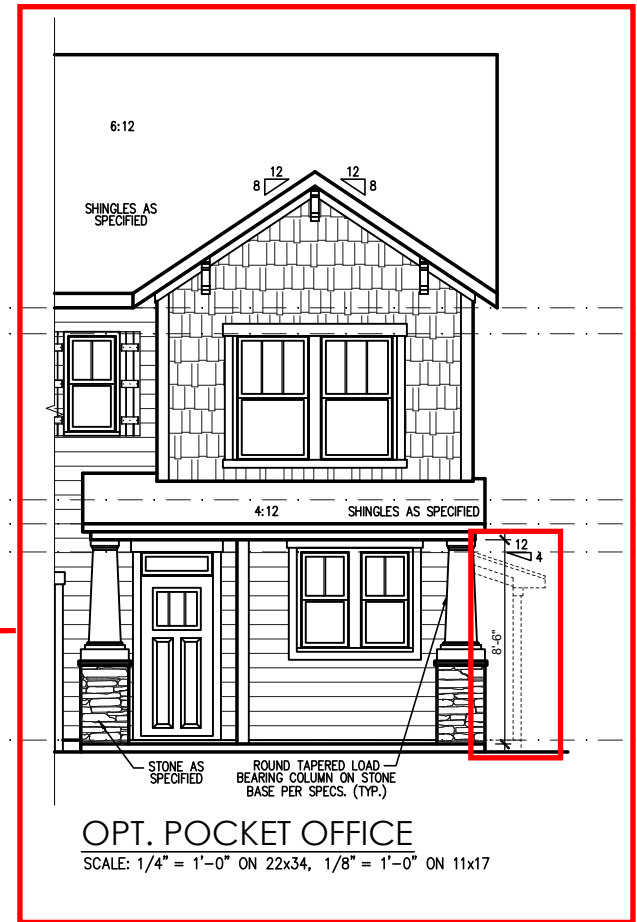 6:12
12 12
8 8
SHINGLES AS
SPECIFIED
4:12 SHINGLES AS SPECIFIED
12
4
8'-6"
STONE AS
SPECIFIED
ROUND TAPERED LOAD
BEARING COLUMN ON STONE
BASE PER SPECS. (TYP.)
OPT. POCKET OFFICE
SCALE: 1/4" = 1'-0" ON 22x34, 1/8" = 1'-0" ON 11x17